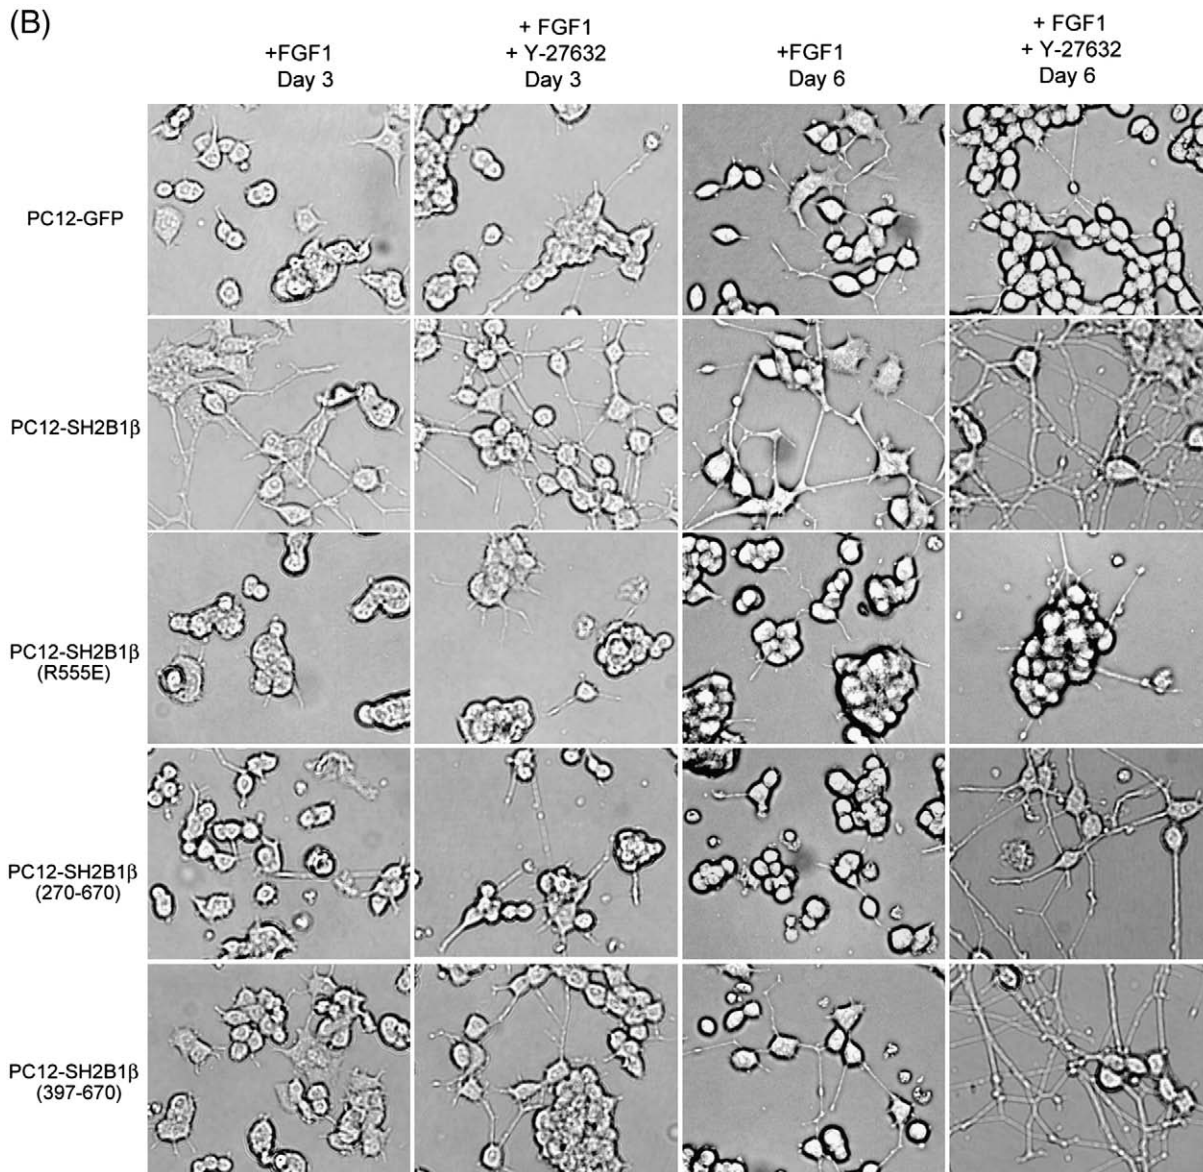 (B)
+FGF1
Day 3
+ FGF1
+ Y-27632
Day 3
+FGF1
Day 6
+ FGF1
+ Y-27632
Day 6
PC12-GFP
PC12-SH2B1β
PC12-SH2B1β
(R555E)
PC12-SH2B1β
(270-670)
PC12-SH2B1β
(397-670)